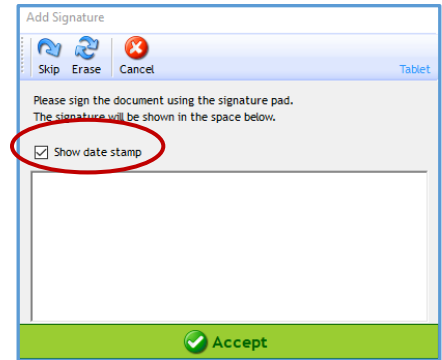 Add Signature
Skip Erase Cancel Tablet
Please sign the document using the signature pad.
The signature will be shown in the space below.
Show date stamp
Accept